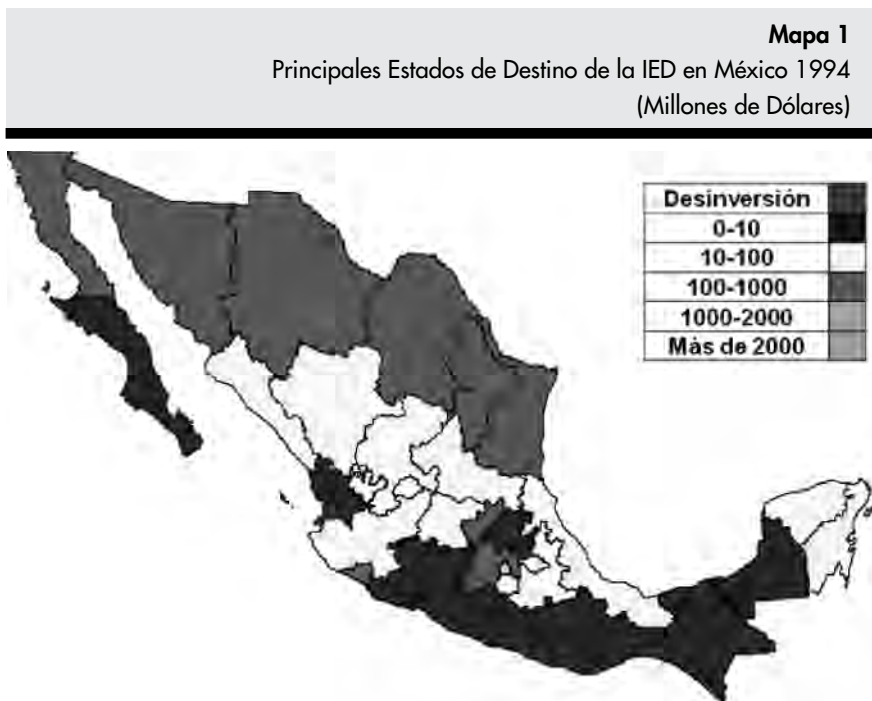 Mapa 1
Principales Estados de Destino de la IED en México 1994
(Millones de Dólares)
Desinversión
0-10
10-100
100-1000
1000-2000
Màs de 2000